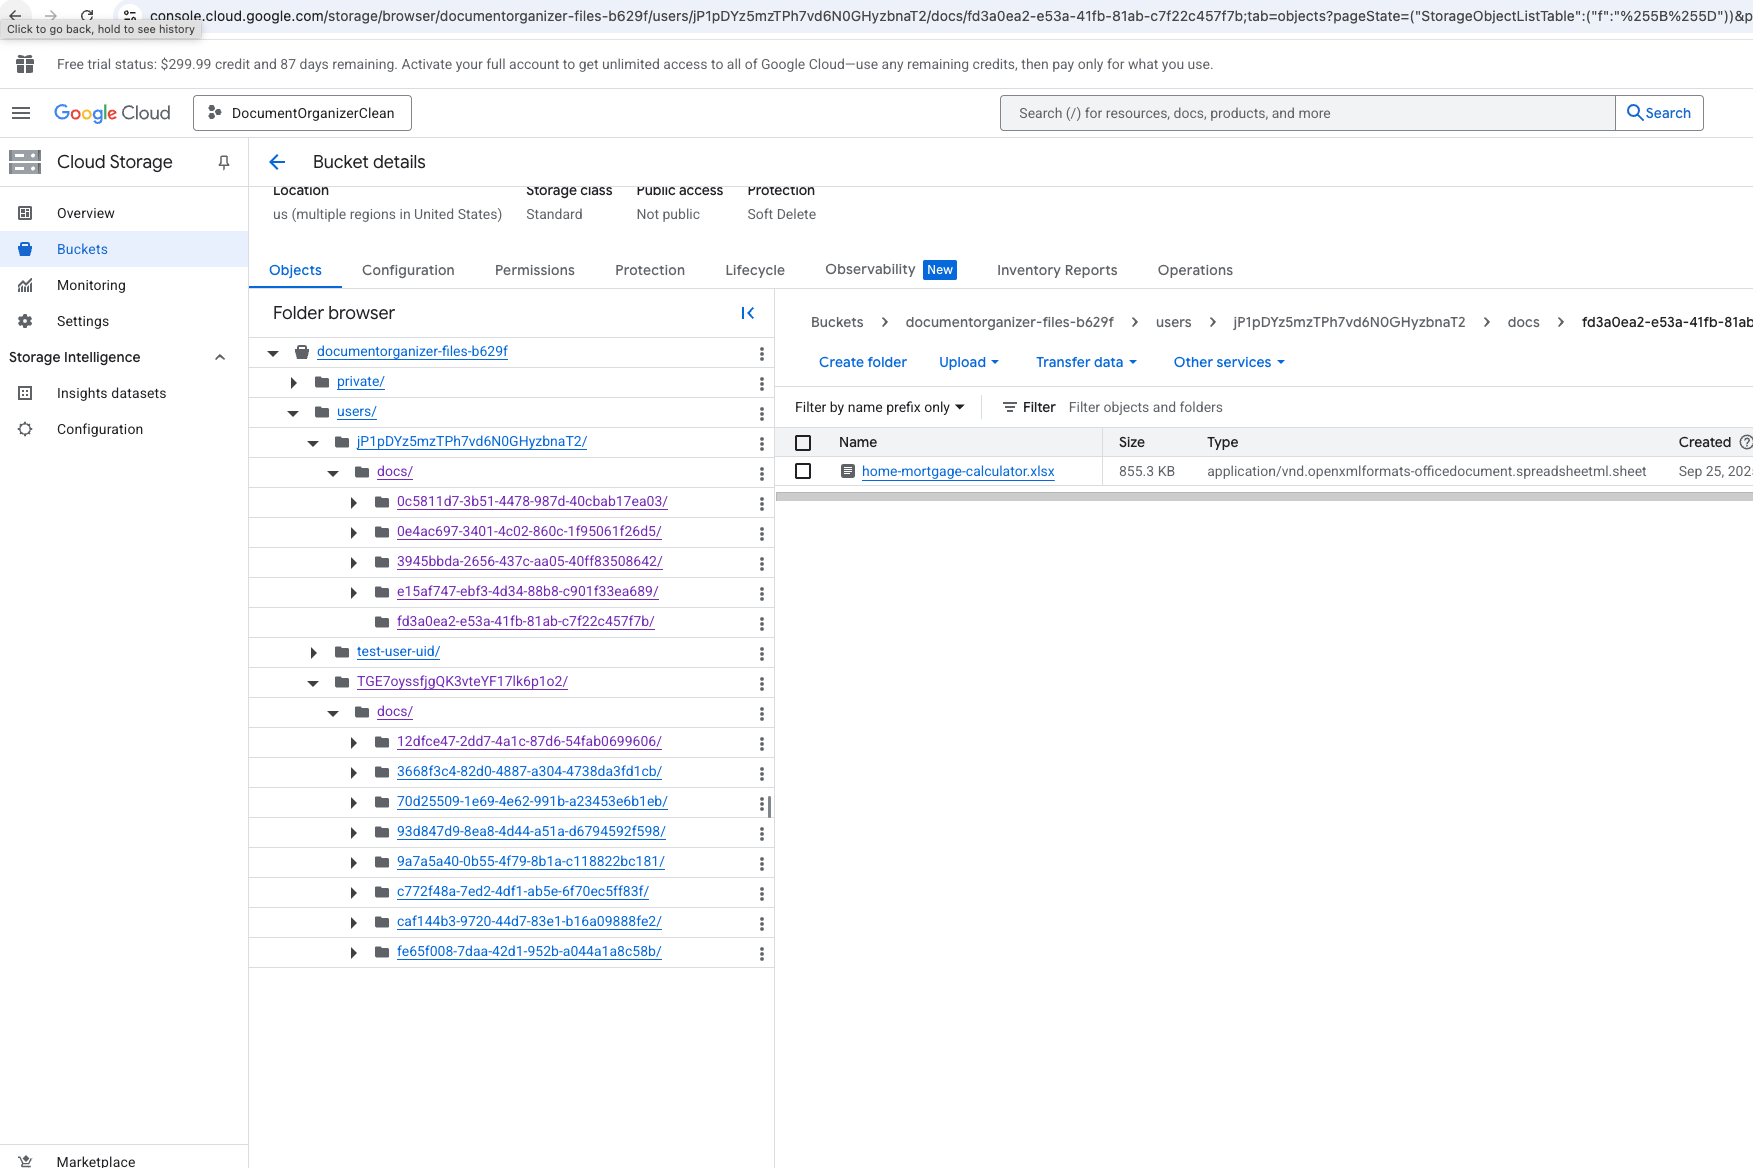 console.cloud.google.com/storage/browser/documentorganizer-files-b629f/users/jP1pDYz5mzTPh7vd6N0GHyzbnaT2/docs/fd3a0ea2-e53a-41fb-81ab-c7f22c457f7b;tab=objects?pageState=("StorageObjectListTable":("f":"%255B%255D"))&p
Click to go back, hold to see history
Free trial status: $299.99 credit and 87 days remaining. Activate your full account to get unlimited access to all of Google Cloud—use any remaining credits, then pay only for what you use.
Google Cloud
DocumentOrganizerClean
Search (/) for resources, docs, products, and more
Search
Cloud Storage
Overview
Buckets
Monitoring
Settings
Storage Intelligence
Insights datasets
Configuration
Marketplace
Bucket details
Location Storage class Public access Protection
us (multiple regions in United States) Standard Not public Soft Delete
Objects Configuration Permissions Protection Lifecycle Observability New Inventory Reports Operations
Folder browser
documentorganizer-files-b629f
private/
users/
jP1pDYz5mzTPh7vd6N0GHyzbnaT2/
docs/
0c5811d7-3b51-4478-987d-40cbab17ea03/
0e4ac697-3401-4c02-860c-1f95061f26d5/
3945bbda-2656-437c-aa05-40ff83508642/
e15af747-ebf3-4d34-88b8-c901f33ea689/
fd3a0ea2-e53a-41fb-81ab-c7f22c457f7b/
test-user-uid/
TGE7oyssfjgQK3vteYF17lk6p1o2/
docs/
12dfce47-2dd7-4a1c-87d6-54fab0699606/
3668f3c4-82d0-4887-a304-4738da3fd1cb/
70d25509-1e69-4e62-991b-a23453e6b1eb/
93d847d9-8ea8-4d44-a51a-d6794592f598/
9a7a5a40-0b55-4f79-8b1a-c118822bc181/
c772f48a-7ed2-4df1-ab5e-6f70ec5ff83f/
caf144b3-9720-44d7-83e1-b16a09888fe2/
fe65f008-7daa-42d1-952b-a044a1a8c58b/
Buckets documentorganizer-files-b629f users jP1pDYz5mzTPh7vd6N0GHyzbnaT2 docs fd3a0ea2-e53a-41fb-81ab
Create folder Upload Transfer data Other services
Filter by name prefix only Filter Filter objects and folders
Name Size Type Created
home-mortgage-calculator.xlsx 855.3 KB application/vnd.openxmlformats-officedocument.spreadsheetml.sheet Sep 25, 202